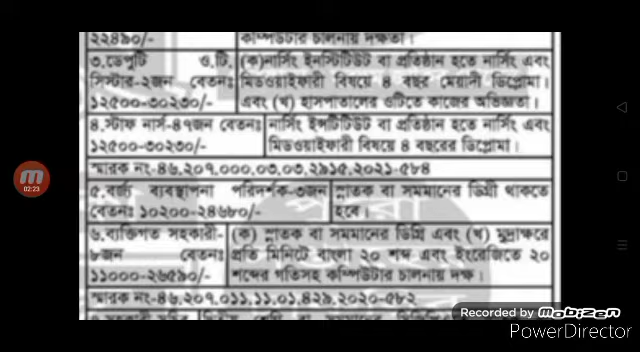 ২২৪৯০/-
কম্পিউটার চালনায় দক্ষতা।
৩.ডেপুটি ও.টি.
সিস্টার-২জন বেতনঃ
১২৫০০-৩০২৩০/-
(ক)নার্সিং ইনস্টিটিউট বা প্রতিষ্ঠান হতে নার্সিং এবং
মিডওয়াইফারী বিষয়ে ৪ বছর মেয়াদী ডিপ্লোমা।
এবং (খ) হাসপাতালের ওটিতে কাজের অভিজ্ঞতা।
৪.স্টাফ নার্স-৪৭জন বেতনঃ
১২৫০০-৩০২৩০/-
নার্সিং ইন্সটিটিউট বা প্রতিষ্ঠান হতে নার্সিং এবং
মিডওয়াইফারী বিষয়ে ৪ বছরের ডিপ্লোমা।
স্মারক নং-৪৬,২০৭,০০০,০৩,০৩,২৯১৫,২০২১-৫৮৪
৫.বর্জ্য ব্যবস্থাপনা পরিদর্শক-৩জন
বেতনঃ ১০২০০-২৪৬৮০/-
স্নাতক বা সমমানের ডিগ্রী থাকতে
হবে।
৬.ব্যক্তিগত সহকারী-
৮জন বেতনঃ
১১০০০-২৬৫৯০/-
(ক) স্নাতক বা সমমানের ডিগ্রি এবং (খ) মুদ্রাক্ষরে
প্রতি মিনিটে বাংলা ২০ শব্দ এবং ইংরেজিতে ২০
শব্দের গতিসহ কম্পিউটার চালনায় দক্ষ।
স্মারক নং-৪৬,২০৭,০১১,১১,০১,৪২৯,২০২০-৫৮২
02:23
Recorded by MOBIZEN
PowerDirector